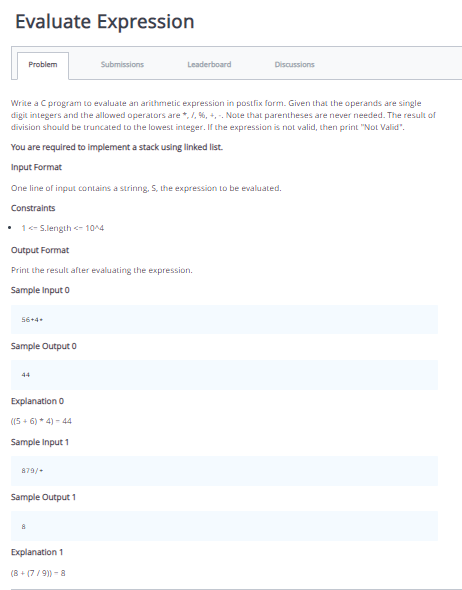 Evaluate Expression
Problem
Submissions
Leaderboard
Discussions
Write a C program to evaluate an arithmetic expression in postfix form. Given that the operands are single
digit integers and the allowed operators are *, /, %, +, -. Note that parentheses are never needed. The result of
division should be truncated to the lowest integer. If the expression is not valid, then print "Not Valid".
You are required to implement a stack using linked list.
Input Format
One line of input contains a strinng, S, the expression to be evaluated.
Constraints
• 1 <= S.length <= 10^4
Output Format
Print the result after evaluating the expression.
Sample Input 0
56+4*
Sample Output 0
44
Explanation 0
((5 + 6) * 4) = 44
Sample Input 1
879/+
Sample Output 1
8
Explanation 1
(8 + (7 / 9)) = 8